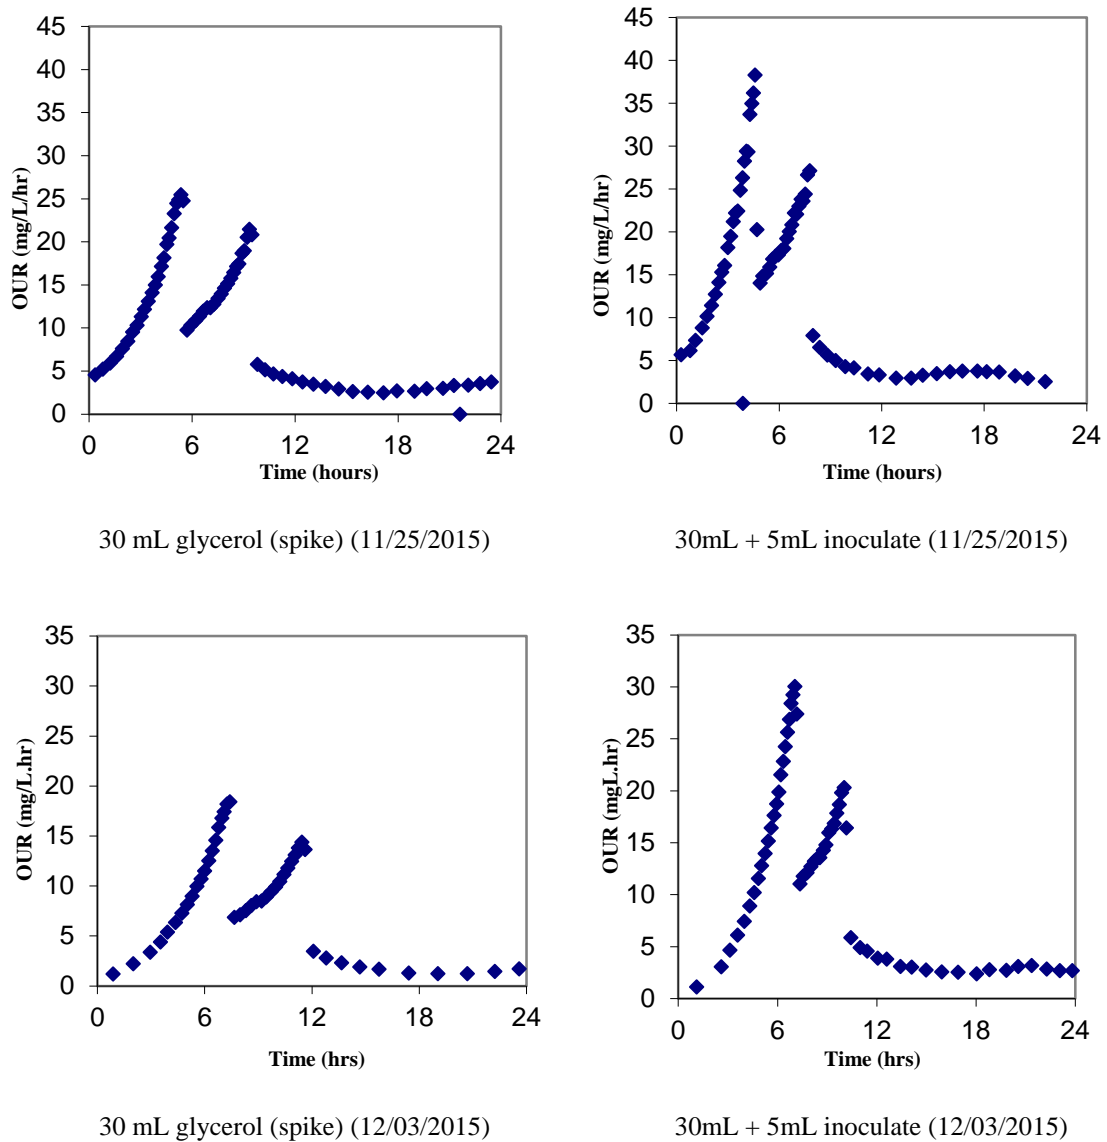 45
40
35
30
25
20
15
10
5
0
OUR (mg/L/hr)
0 6 12 18 24
Time (hours)
30 mL glycerol (spike) (11/25/2015)
45
40
35
30
25
20
15
10
5
0
OUR (mg/L/hr)
0 6 12 18 24
Time (hours)
30mL + 5mL inoculate (11/25/2015)
35
30
25
20
15
10
5
0
OUR (mg/L.hr)
0 6 12 18 24
Time (hrs)
30 mL glycerol (spike) (12/03/2015)
35
30
25
20
15
10
5
0
OUR (mgL.hr)
0 6 12 18 24
Time (hrs)
30mL + 5mL inoculate (12/03/2015)